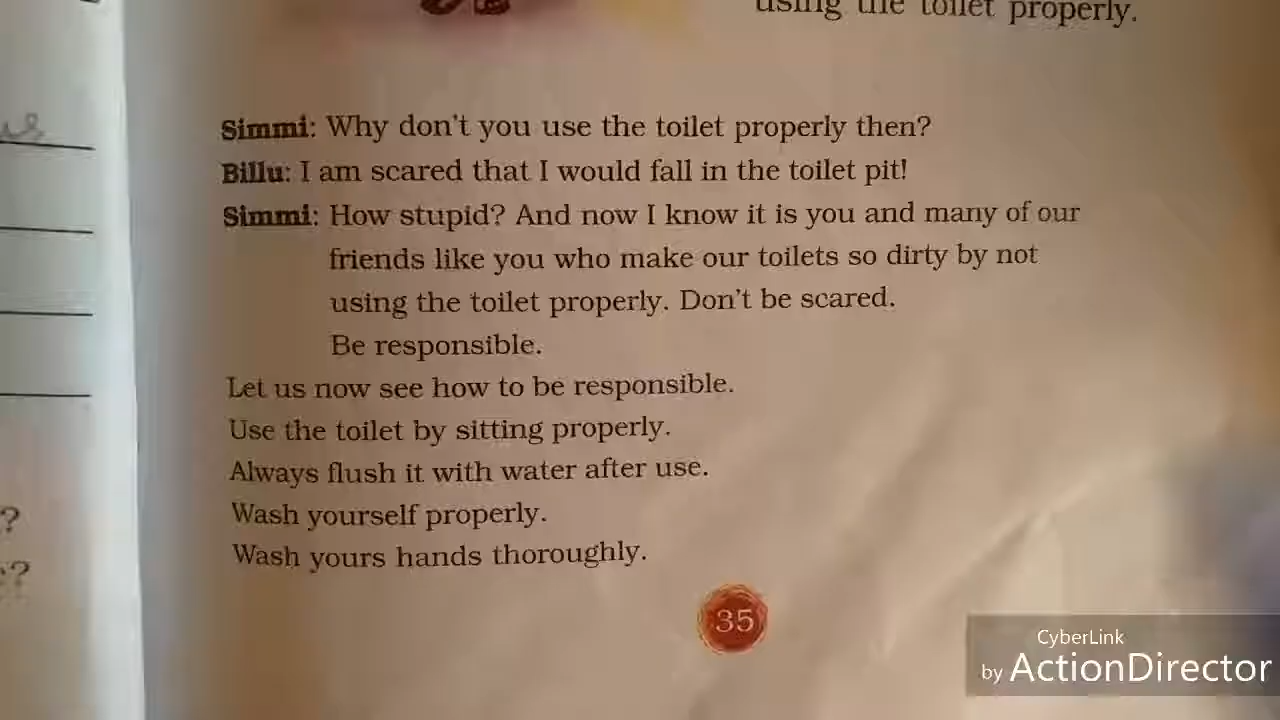 using the toilet properly.
Simmi: Why don't you use the toilet properly then?
Billu: I am scared that I would fall in the toilet pit!
Simmi: How stupid? And now I know it is you and many of our
friends like you who make our toilets so dirty by not
using the toilet properly. Don't be scared.
Be responsible.
Let us now see how to be responsible.
Use the toilet by sitting properly.
Always flush it with water after use.
Wash yourself properly.
Wash yours hands thoroughly.
?
?
35
CyberLink
by ActionDirector